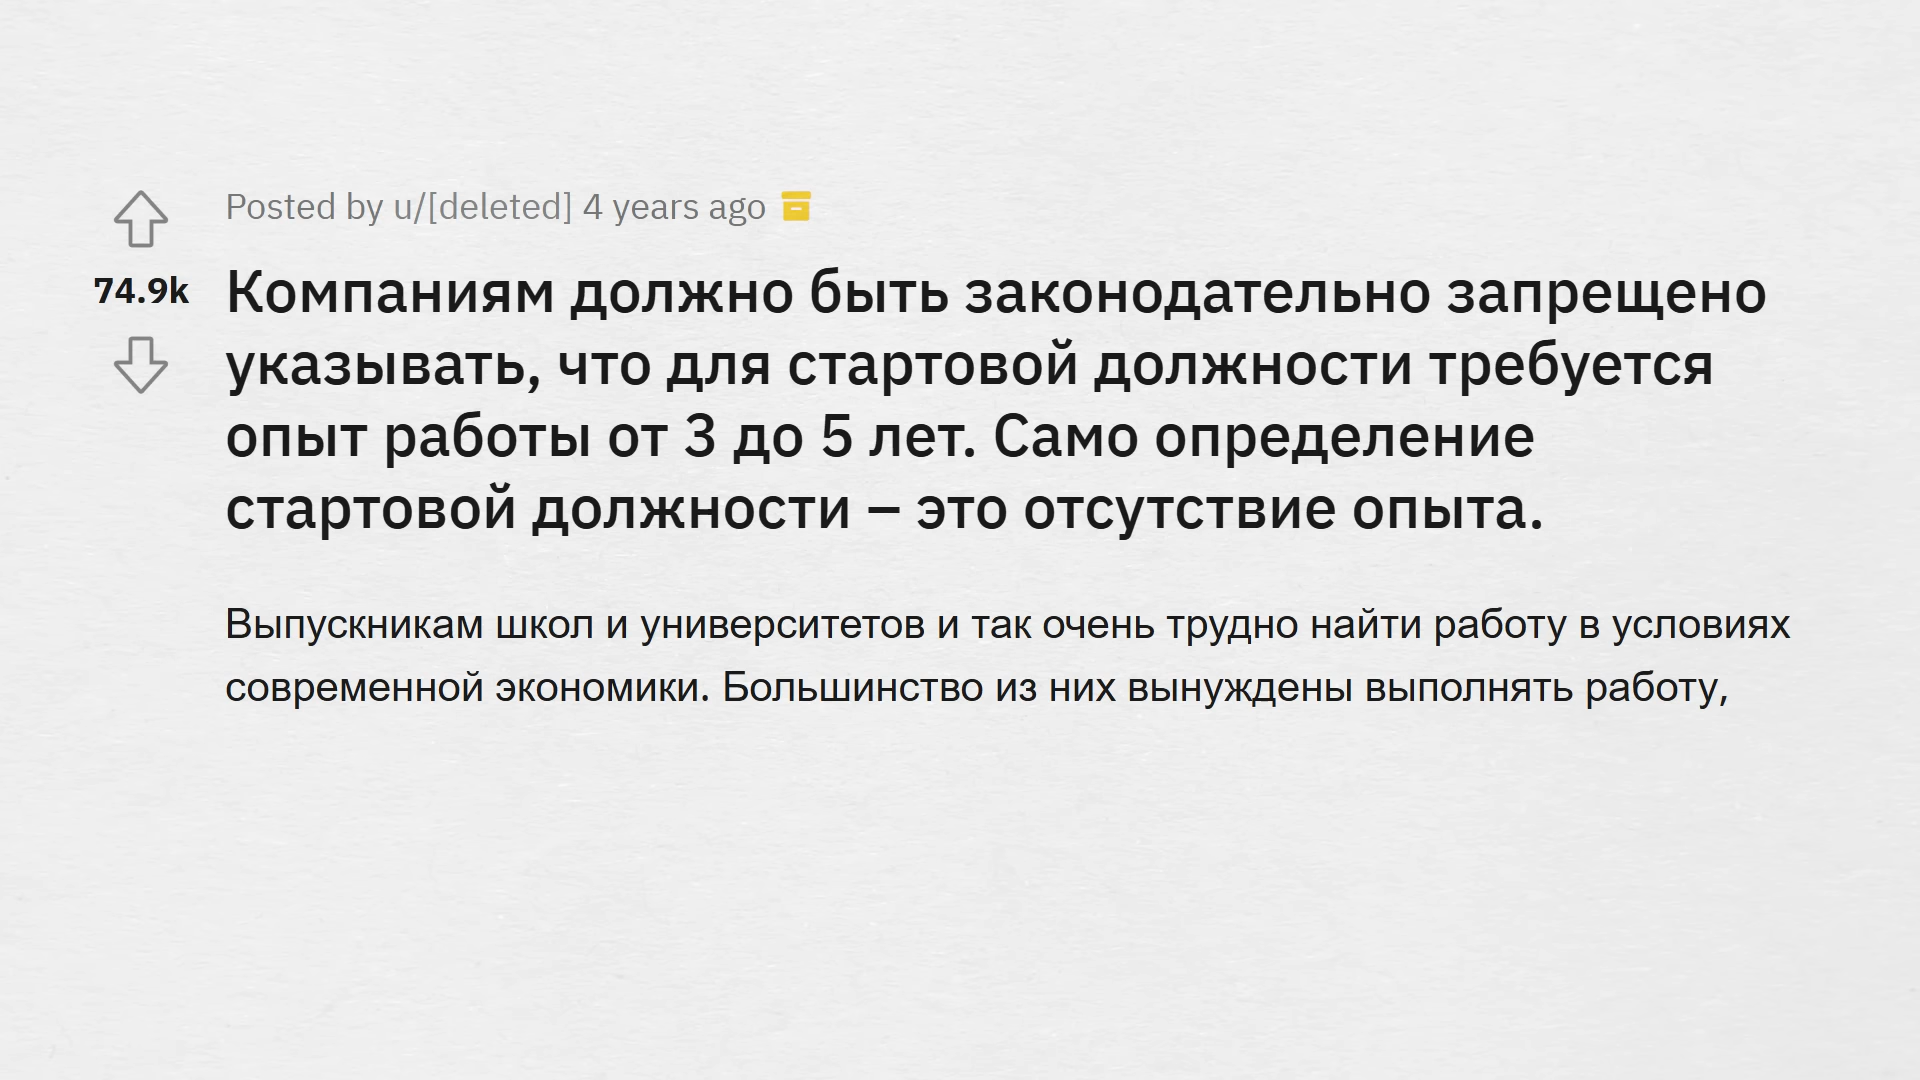 Posted by u/[deleted] 4 years ago
74.9k
Компаниям должно быть законодательно запрещено
указывать, что для стартовой должности требуется
опыт работы от 3 до 5 лет. Само определение
стартовой должности – это отсутствие опыта.
Выпускникам школ и университетов и так очень трудно найти работу в условиях
современной экономики. Большинство из них вынуждены выполнять работу,